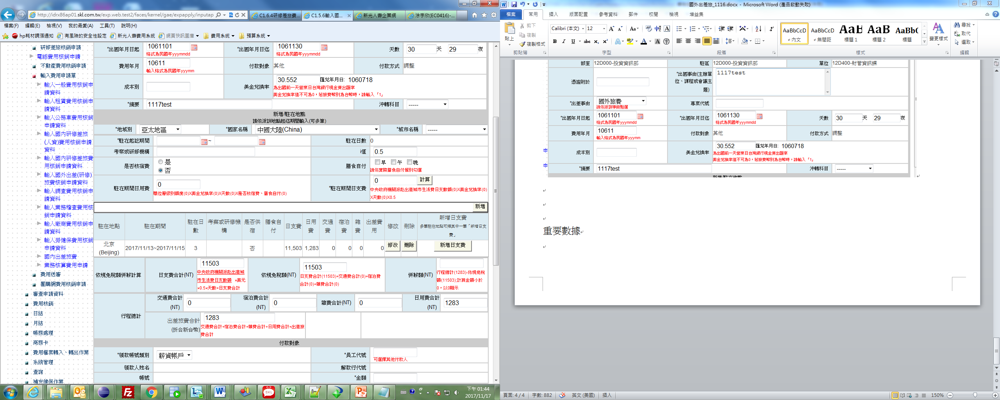 http://idrx86ap01.skl.com.tw/exp.web.test2/faces/kernel/gae/expapply/inputap
C1.6.4研修差旅費...
C1.5.6輸入國...
新光人壽企業網
涂宇欣(EC0416)-...
檔案(F) 編輯(E) 檢視(V) 我的最愛(A) 工具(T) 說明(H)
hp耗材調漲通知 有風險的安全性設定 新光人壽費用系統 網頁快訊圖庫 費用系統 預算系統
研修差旅核銷申請
電話費用核銷申請
不動產費用核銷申請
輸入費用申請單
輸入一般費用核銷申
請資料
輸入租賃費用核銷申
請資料
輸入公務車費用核銷
申請資料
輸入國內研修差旅
(人資)費用核銷申請
資料
輸入國內研修差旅費
用核銷申請資料
輸入國外出差(研修)
旅費核銷申請資料
輸入調查費用核銷申
請資料
輸入業務稽查費用核
銷申請資料
輸入廠商費用核銷申
請資料
輸入勞健保費用核銷
申請資料
國內出差旅費
業務核算費用申請
費用送審
團購網費用核銷申請
審查申請資料
費用核銷
日結
月結
帳務處理
商務卡
費用檔案轉入、轉出作業
系統管理
查詢
補充健保作業
*出國年月日起 1061101 *出國年月日迄 1061130 天數 30 天 29 夜
格式為民國年yyymmdd 格式為民國年yyymmdd
費用年月 10611 付款對象 其他 付款方式 調整
輸入格式為民國年yyymm
成本別 美金兌換率 30.552 匯兌年月日: 1060718
為出國前一天營業日台灣銀行現金賣出匯率
美金兌換率值不可為0，若旅費幣別為台幣時，請輸入「1」
*摘要 1117test 沖轉科目 -----
新增/駐在地點
請依派訓地點起迄期間輸入(可多筆)
*地域別 亞太地區 *國家名稱 中國大陸(China) *城市名稱 -----
*駐在起訖期間 ~ 駐在日數 0
考察或研修機構 i值 0.5
是否核宿費 是 否 膳食自付 早 午 晚
請依實際膳食自付餐別勾選
駐在期間日用費 0 *駐在期間日支費 0 計算
職位層級別額度(0)X美金兌換率(0)X天數(0)X是否核宿費、膳食自付(0)
中央政府機關派赴出差城市生活費日支數額(0)X美金兌換率(0)
X天數(0)X0.5
新增
駐在地點 駐在期間 駐在日數 考察或研修機構 是否供宿 膳食自付 日支費 日用費 交通費 宿泊費 雜費 出差費用 修改 刪除 新增日支費
多筆駐在地點可擇其中一筆「新增日支費」
北京(Beijing) 2017/11/13~2017/11/15 3 否 11,503 1,283 0 0 0 0 修改 刪除 新增日支費
依規免稅額併薪計算 日支費合計(NT) 11503 依規免稅額(NT) 11503 併薪額(NT)
中央政府機關派赴出差城
市生活費日支數額 ×美元
×0.5×天數=日支費合計
日支費合計(11503)+交通費合計(0)+宿泊費
合計(0)+雜費合計(0)
行程總計(1283)-依規免稅
額(11503);計算金額小於
0，以0顯示
行程總計 交通費合計(NT) 0 宿泊費合計(NT) 0 雜費合計(NT) 0 日用費合計(NT) 1283
出差旅費合計(折合新台幣) 1283
交通費合計+宿泊費合計+雜費合計+日用費合計=出差旅
費合計
付款對象
*領款帳號類別 薪資帳戶 *員工代號
可選擇其他付款人
領款人姓名 解款行代號
帳號 *金額
下午 01:44
2017/11/17
國外出差旅_1116.docx - Microsoft Word (產品啟動失敗)
檔案 常用 插入 版面配置 參考資料 郵件 校閱 檢視 增益集
貼上 剪下 複製 複製格式
剪貼簿
Calibri (本文) 12
字型
段落
AaBbCcD AaBbCcD AaB AaB AaBbC
內文 無間距 標題 1 標題 2 標題
變更樣式
樣式
尋找 取代 選取
編輯
部室 12D000-投資資訊部 駐區 12D000-投資資訊部 單位 12D400-財管資訊課
憑證附於 *出國事由(主辦單位、課程或會議主題) 1117test
*出差事由 國外旅費 專案代號
請依派訓事由點選
*出國年月日起 1061101 *出國年月日迄 1061130 天數 30 天 29 夜
格式為民國年yyymmdd 格式為民國年yyymmdd
費用年月 10611 付款對象 其他 付款方式 調整
輸入格式為民國年yyymm
成本別 美金兌換率 30.552 匯兌年月日: 1060718
為出國前一天營業日台灣銀行現金賣出匯率
美金兌換率值不可為0，若旅費幣別為台幣時，請輸入「1」
*摘要 1117test 沖轉科目 -----
新增/駐在地點
重要數據
頁面: 4 / 4 字數: 882 英文 (美國) 插入 150%